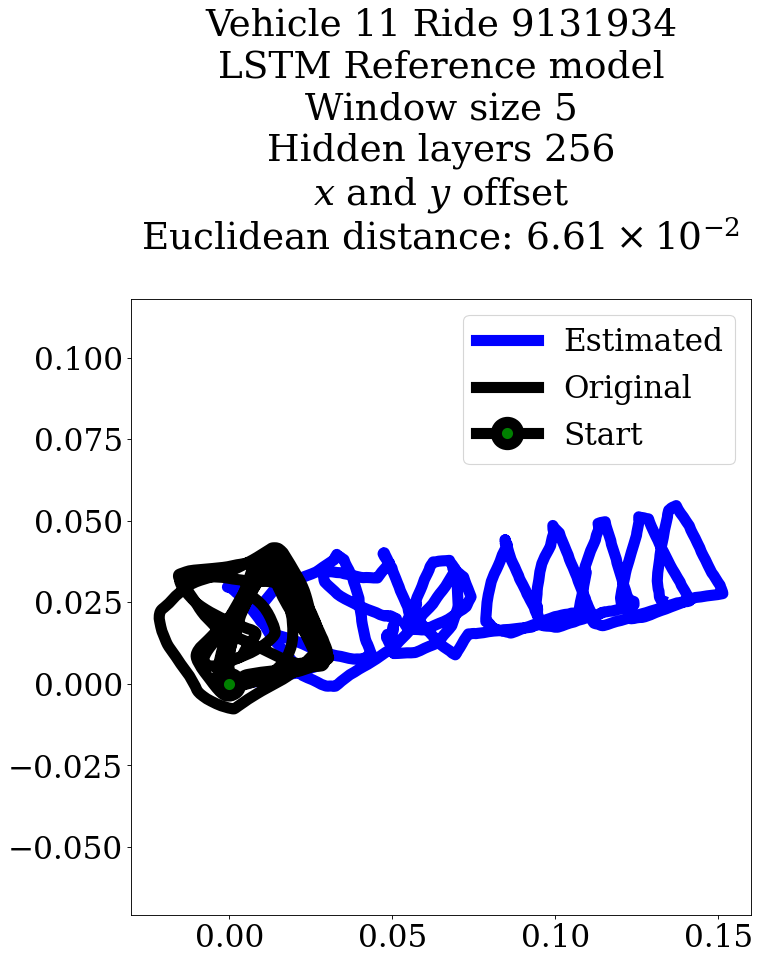 Vehicle 11 Ride 9131934
LSTM Reference model
Window size 5
Hidden layers 256
x and y offset
Euclidean distance: 6.61 × 10⁻²
Estimated
Original
Start
0.100
0.075
0.050
0.025
0.000
−0.025
−0.050
0.00 0.05 0.10 0.15